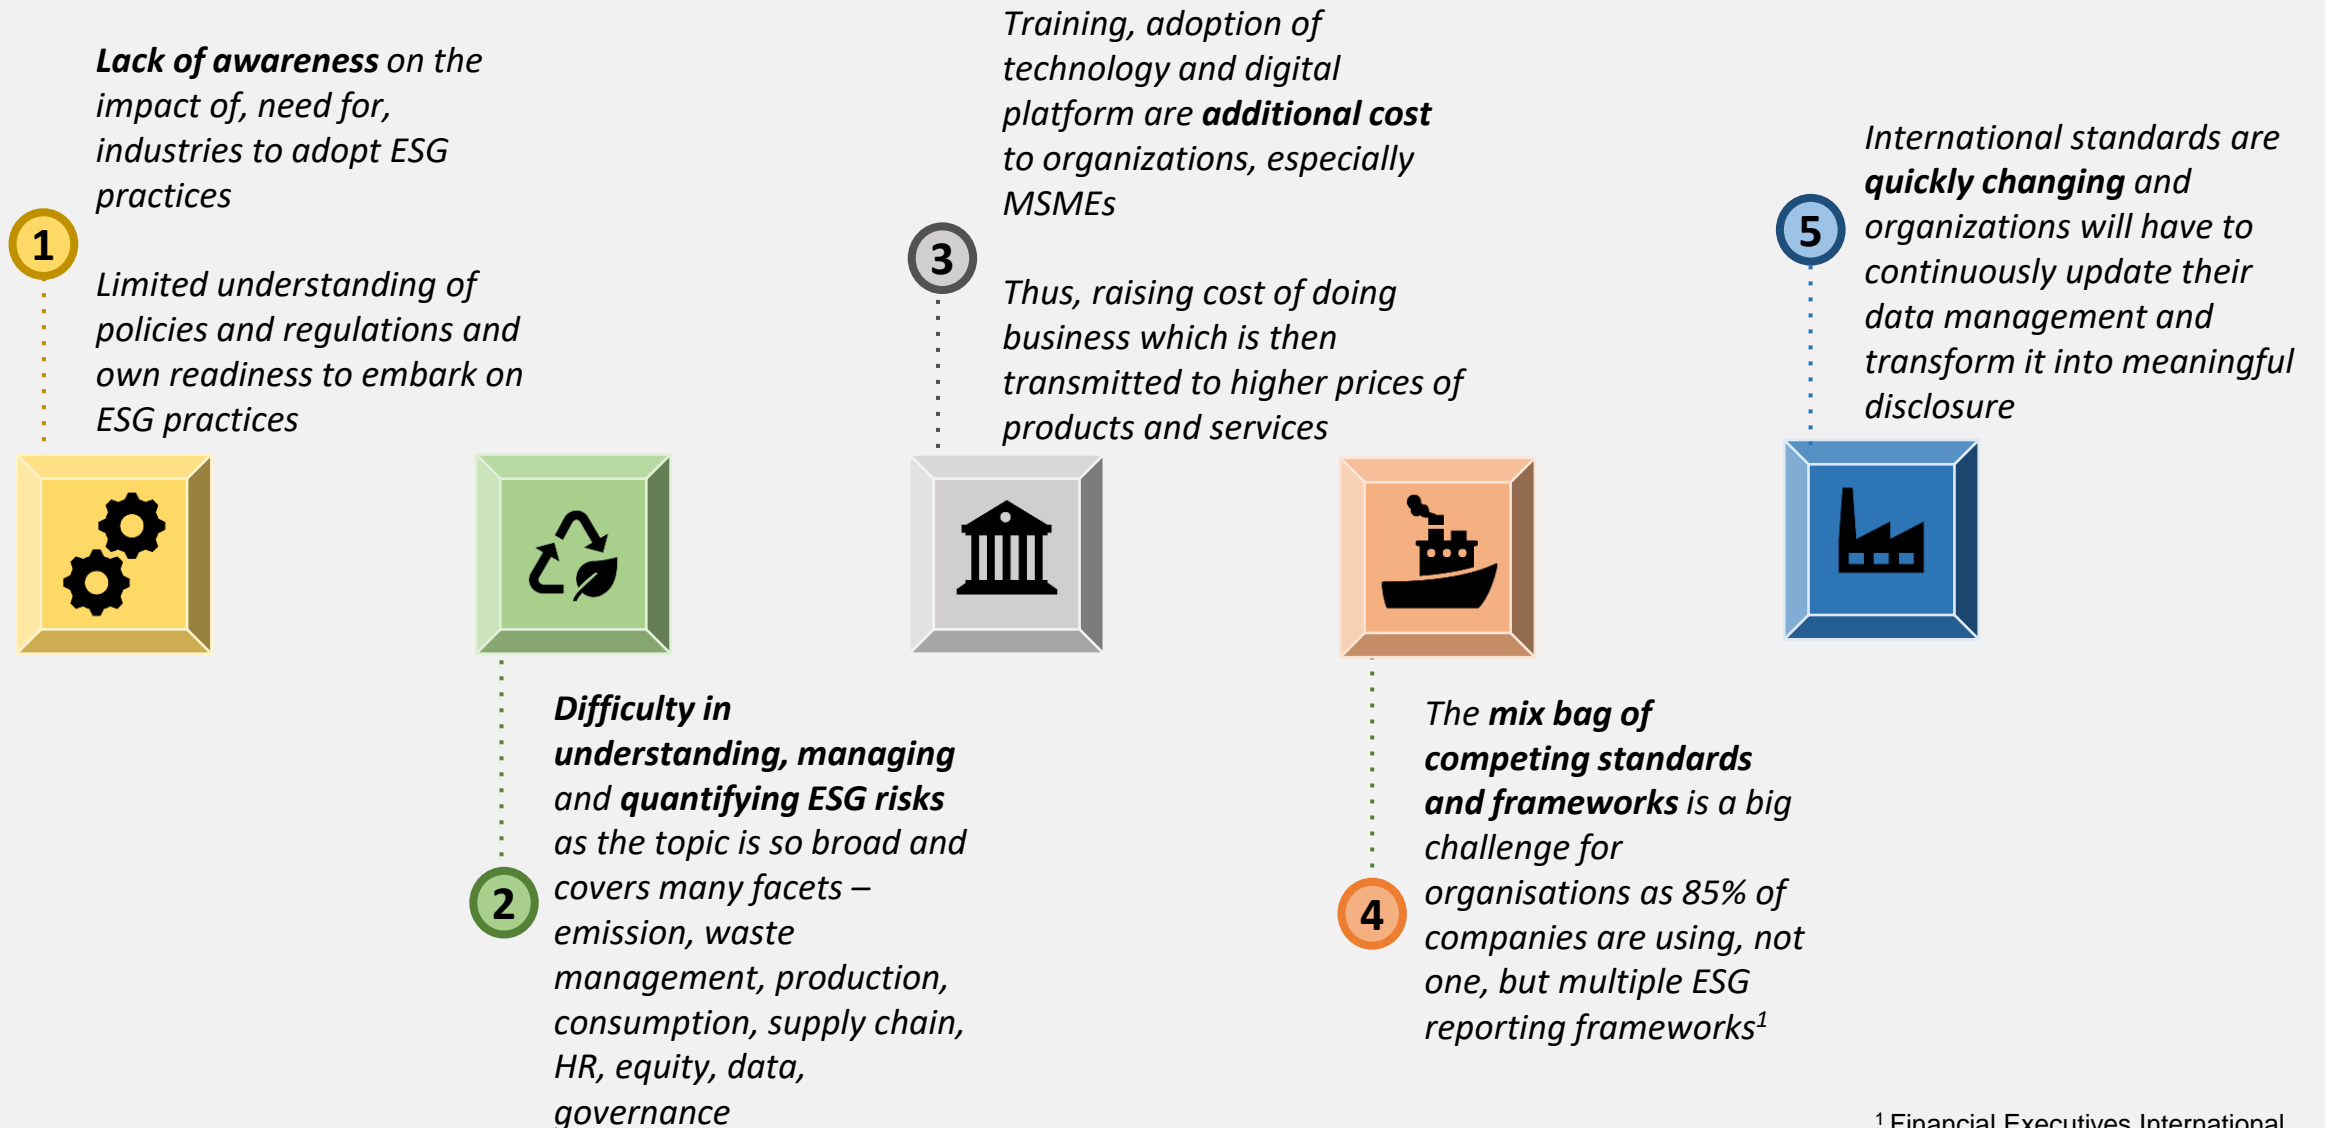 1
Lack of awareness on the
impact of, need for,
industries to adopt ESG
practices
Limited understanding of
policies and regulations and
own readiness to embark on
ESG practices
2
Difficulty in
understanding, managing
and quantifying ESG risks
as the topic is so broad and
covers many facets –
emission, waste
management, production,
consumption, supply chain,
HR, equity, data,
governance
3
Training, adoption of
technology and digital
platform are additional cost
to organizations, especially
MSMEs
Thus, raising cost of doing
business which is then
transmitted to higher prices of
products and services
4
The mix bag of
competing standards
and frameworks is a big
challenge for
organisations as 85% of
companies are using, not
one, but multiple ESG
reporting frameworks¹
5
International standards are
quickly changing and
organizations will have to
continuously update their
data management and
transform it into meaningful
disclosure
¹ Financial Executives International